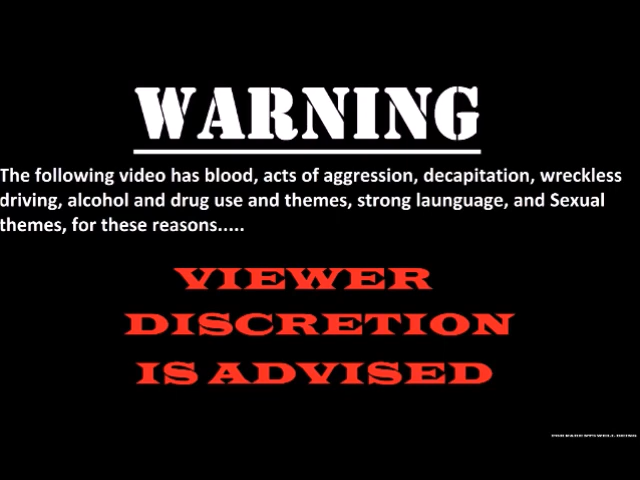 WARNING
The following video has blood, acts of aggression, decapitation, wreckless
driving, alcohol and drug use and themes, strong launguage, and Sexual
themes, for these reasons.....
VIEWER
DISCRETION
IS ADVISED